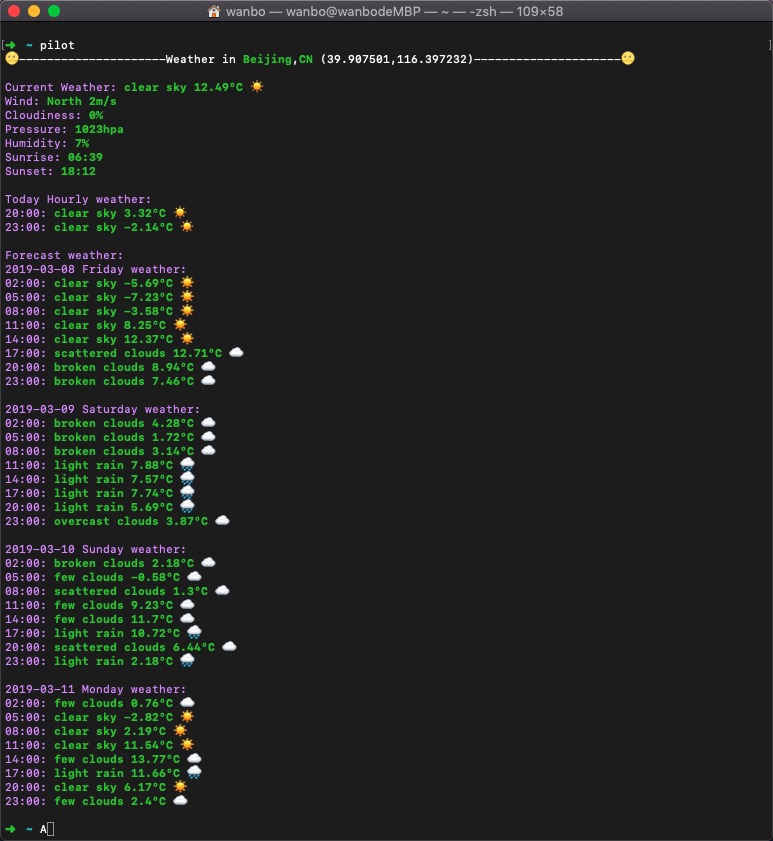 wanbo — wanbo@wanbodeMBP — ~ — -zsh — 109×58
[➜ ~ pilot ]
🌝---------------------Weather in Beijing,CN (39.907501,116.397232)---------------------🌝
Current Weather: clear sky 12.49°C ☀️
Wind: North 2m/s
Cloudiness: 0%
Pressure: 1023hpa
Humidity: 7%
Sunrise: 06:39
Sunset: 18:12
Today Hourly weather:
20:00: clear sky 3.32°C ☀️
23:00: clear sky -2.14°C ☀️
Forecast weather:
2019-03-08 Friday weather:
02:00: clear sky -5.69°C ☀️
05:00: clear sky -7.23°C ☀️
08:00: clear sky -3.58°C ☀️
11:00: clear sky 8.25°C ☀️
14:00: clear sky 12.37°C ☀️
17:00: scattered clouds 12.71°C ☁️
20:00: broken clouds 8.94°C ☁️
23:00: broken clouds 7.46°C ☁️
2019-03-09 Saturday weather:
02:00: broken clouds 4.28°C ☁️
05:00: broken clouds 1.72°C ☁️
08:00: broken clouds 3.14°C ☁️
11:00: light rain 7.88°C 🌧
14:00: light rain 7.57°C 🌧
17:00: light rain 7.74°C 🌧
20:00: light rain 5.69°C 🌧
23:00: overcast clouds 3.87°C ☁️
2019-03-10 Sunday weather:
02:00: broken clouds 2.18°C ☁️
05:00: few clouds -0.58°C ☁️
08:00: scattered clouds 1.3°C ☁️
11:00: few clouds 9.23°C ☁️
14:00: few clouds 11.7°C ☁️
17:00: light rain 10.72°C 🌧
20:00: scattered clouds 6.44°C ☁️
23:00: light rain 2.18°C 🌧
2019-03-11 Monday weather:
02:00: few clouds 0.76°C ☁️
05:00: clear sky -2.82°C ☀️
08:00: clear sky 2.19°C ☀️
11:00: clear sky 11.54°C ☀️
14:00: few clouds 13.77°C ☁️
17:00: light rain 11.66°C 🌧
20:00: clear sky 6.17°C ☀️
23:00: few clouds 2.4°C ☁️
➜ ~ A